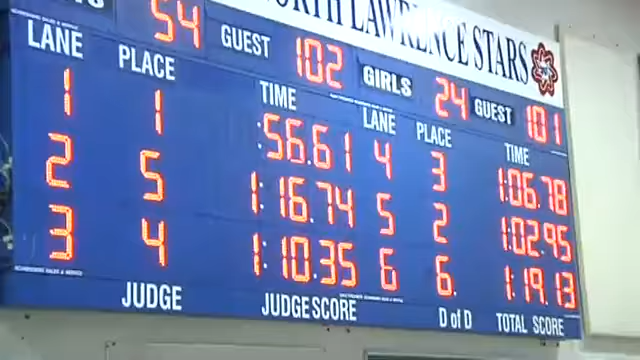 NORTH LAWRENCE STARS
54 GUEST 102 GIRLS 24 GUEST 101
LANE PLACE TIME LANE PLACE TIME
1 1 :56.61 4 3 1:06.78
2 5 1:16.74 5 2 1:02.95
3 4 1:10.35 6 6. 1:19.13
JUDGE JUDGE SCORE D of D TOTAL SCORE